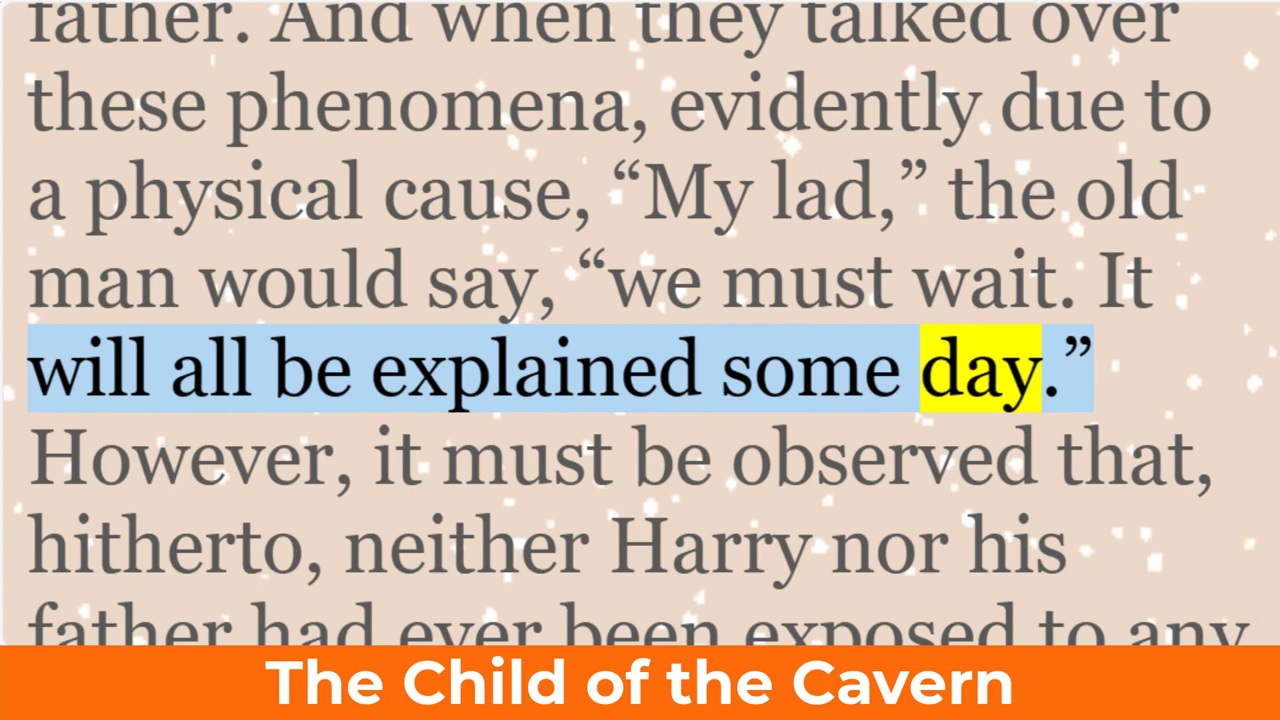 father. And when they talked over
these phenomena, evidently due to
a physical cause, “My lad,” the old
man would say, “we must wait. It
will all be explained some day.”
However, it must be observed that,
hitherto, neither Harry nor his
father had ever been exposed to any
The Child of the Cavern